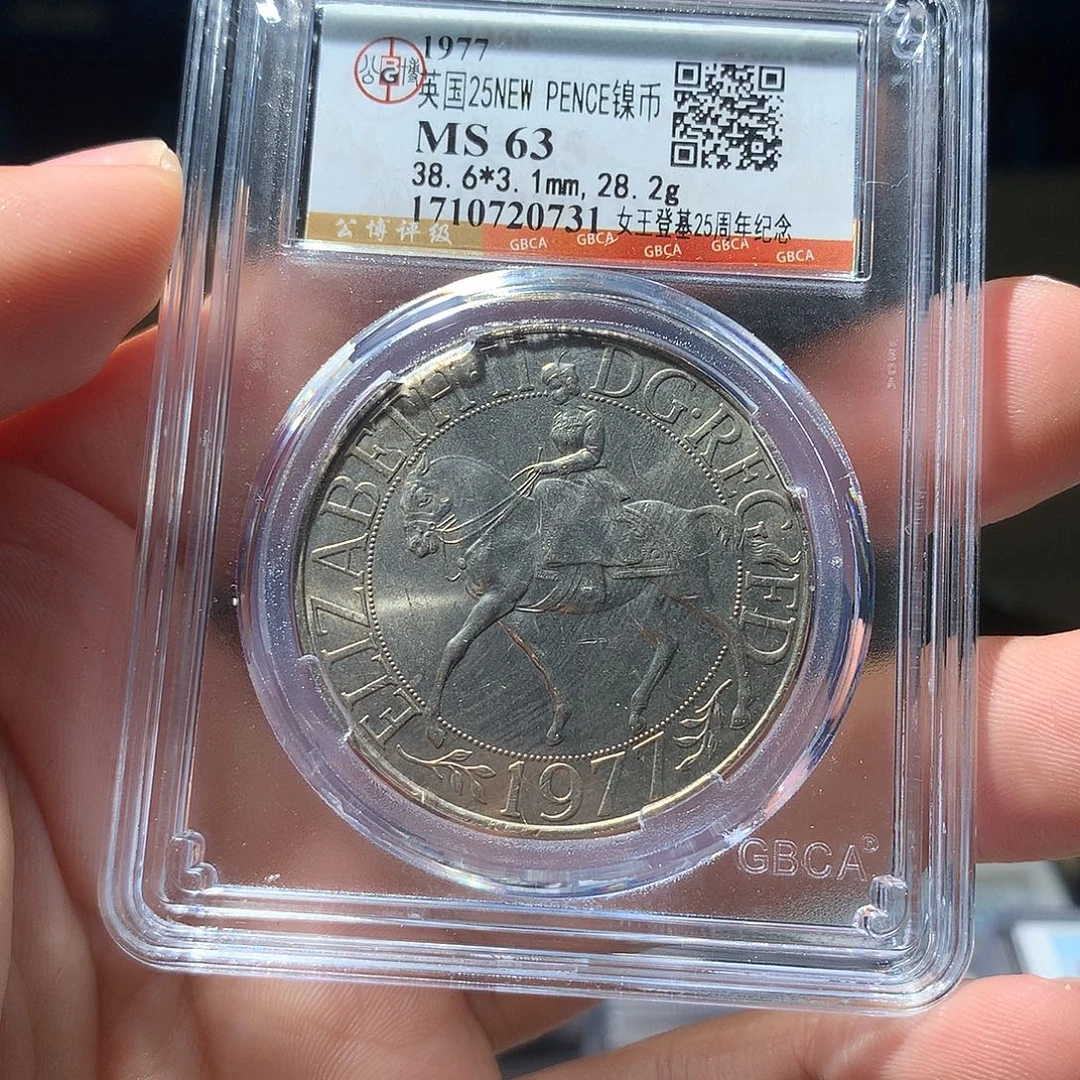 1977
公博
英国25NEW PENCE镍币
MS 63
38.6*3.1mm, 28.2g
1710720731 女王登基25周年纪念
公博评级 GBCA GBCA GBCA GBCA GBCA
ELIZABETH·II D·G·REG·F·D
1977
GBCA